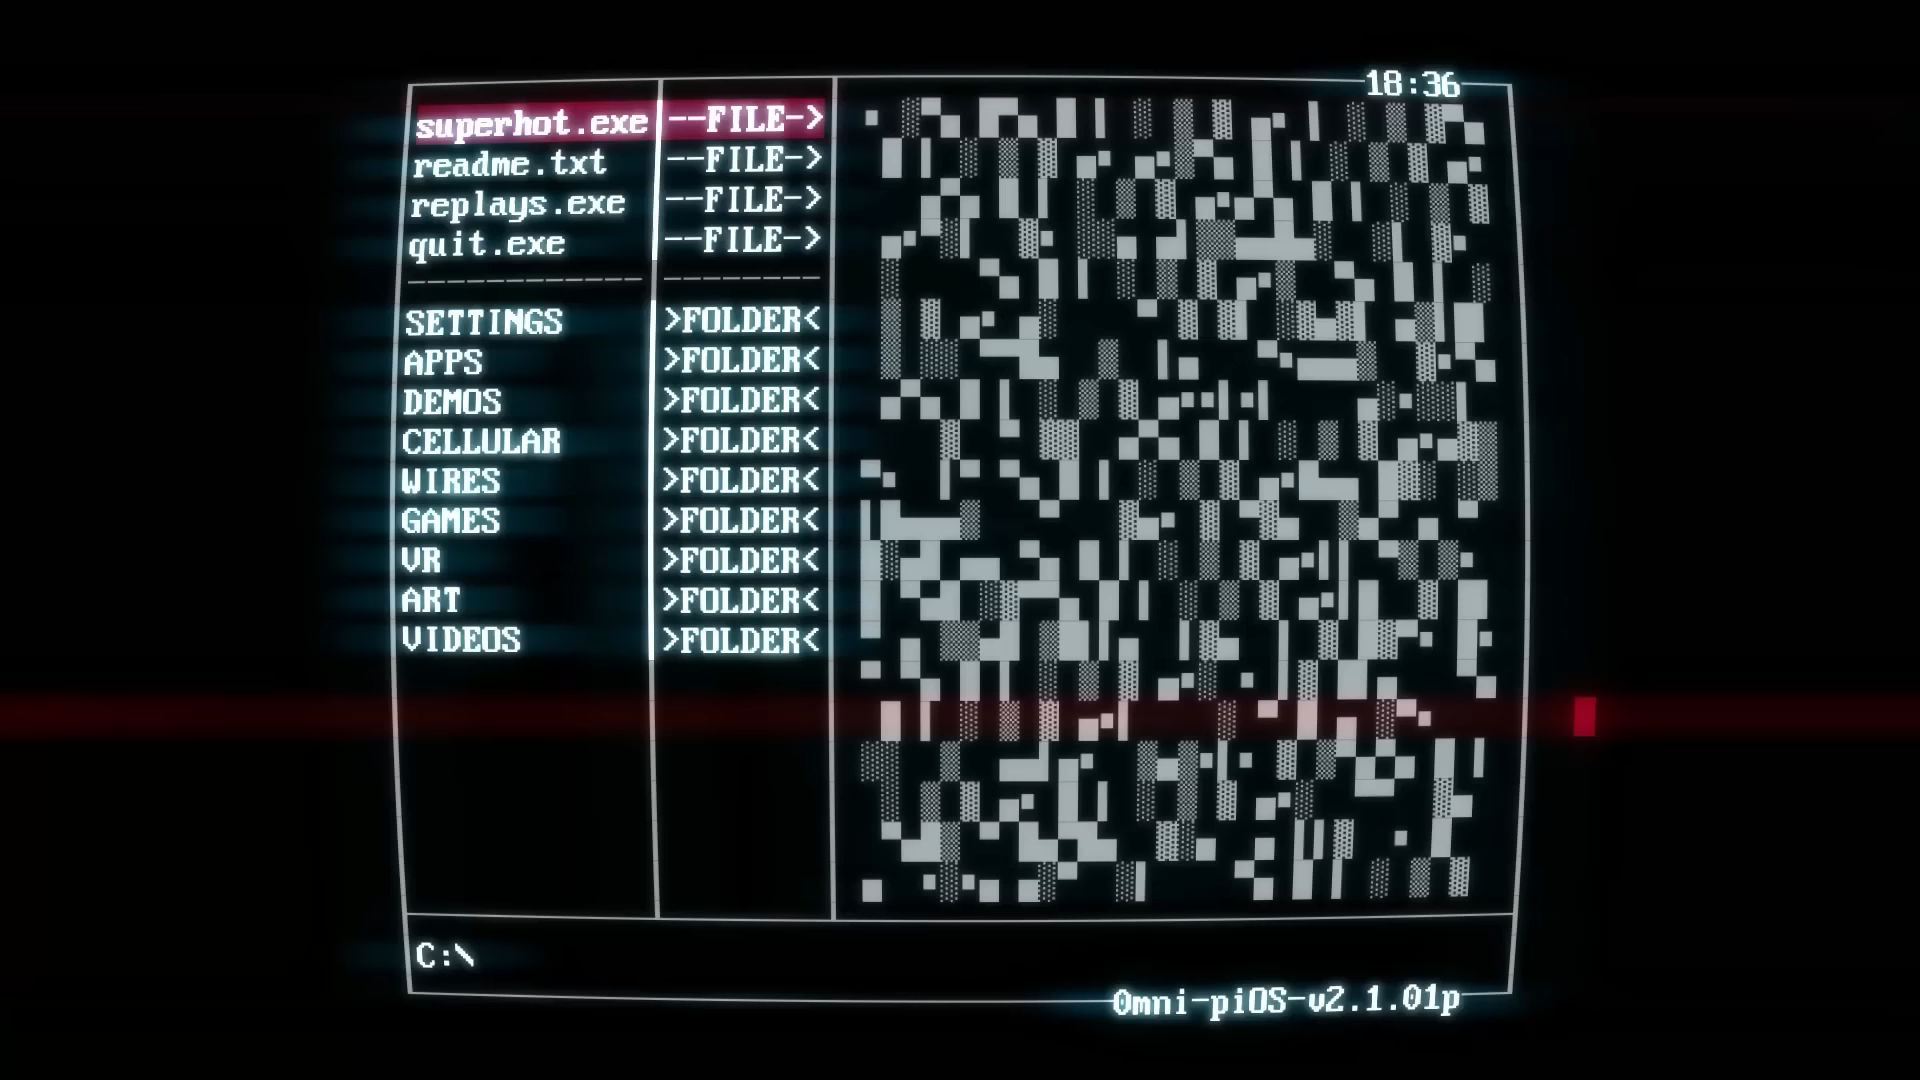 18:36
superhot.exe --FILE->
readme.txt --FILE->
replays.exe --FILE->
quit.exe --FILE->
SETTINGS >FOLDER<
APPS >FOLDER<
DEMOS >FOLDER<
CELLULAR >FOLDER<
WIRES >FOLDER<
GAMES >FOLDER<
VR >FOLDER<
ART >FOLDER<
VIDEOS >FOLDER<
C:\
0mni-piOS-v2.1.01p